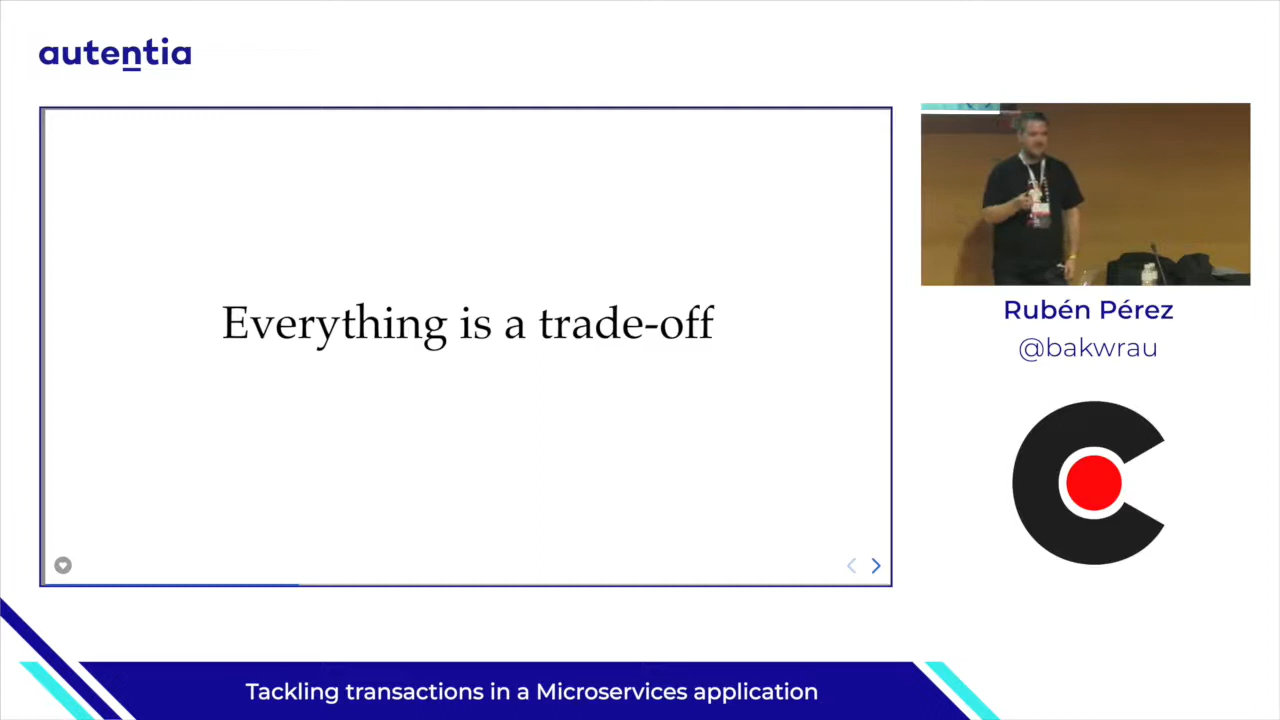 autentia
Everything is a trade-off
Rubén Pérez
@bakwrau
Tackling transactions in a Microservices application